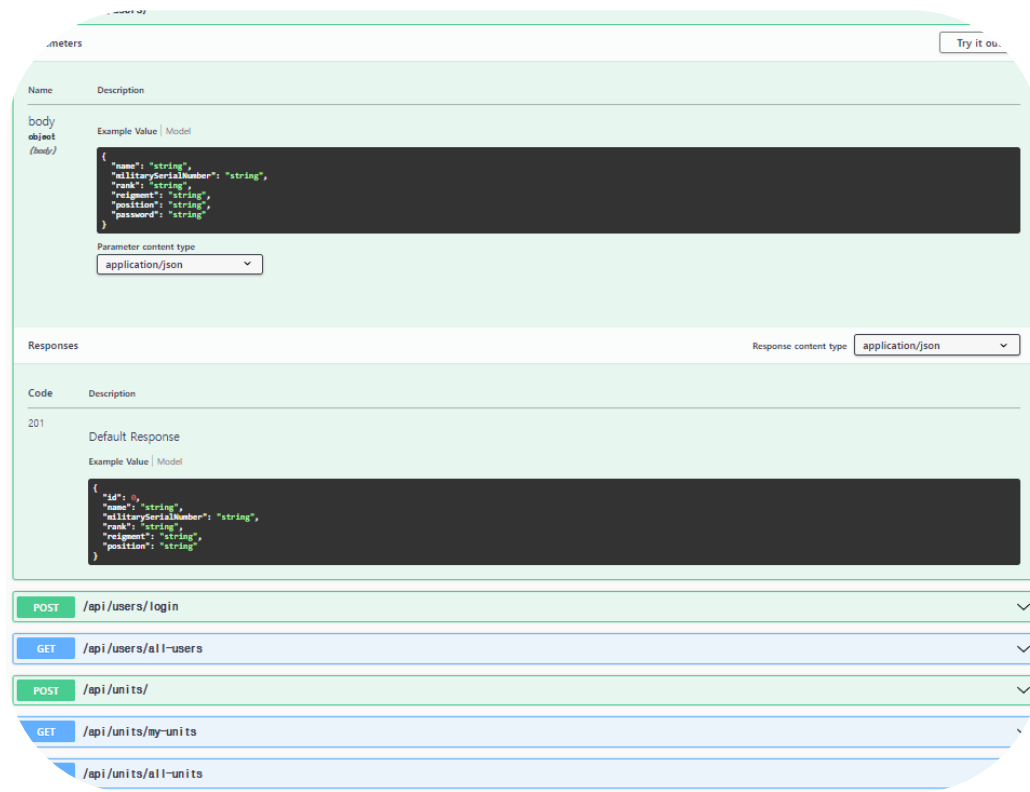 Name Description
body
object
(body)
Example Value Model
{
"name": "string",
"militarySerialNumber": "string",
"rank": "string",
"reigment": "string",
"position": "string",
"password": "string"
}
Parameter content type
application/json
Responses
Response content type application/json
Code Description
201
Default Response
Example Value Model
{
"id": 0,
"name": "string",
"militarySerialNumber": "string",
"rank": "string",
"reigment": "string",
"position": "string"
}
POST /api/users/login
GET /api/users/all-users
POST /api/units/
GET /api/units/my-units
/api/units/all-units